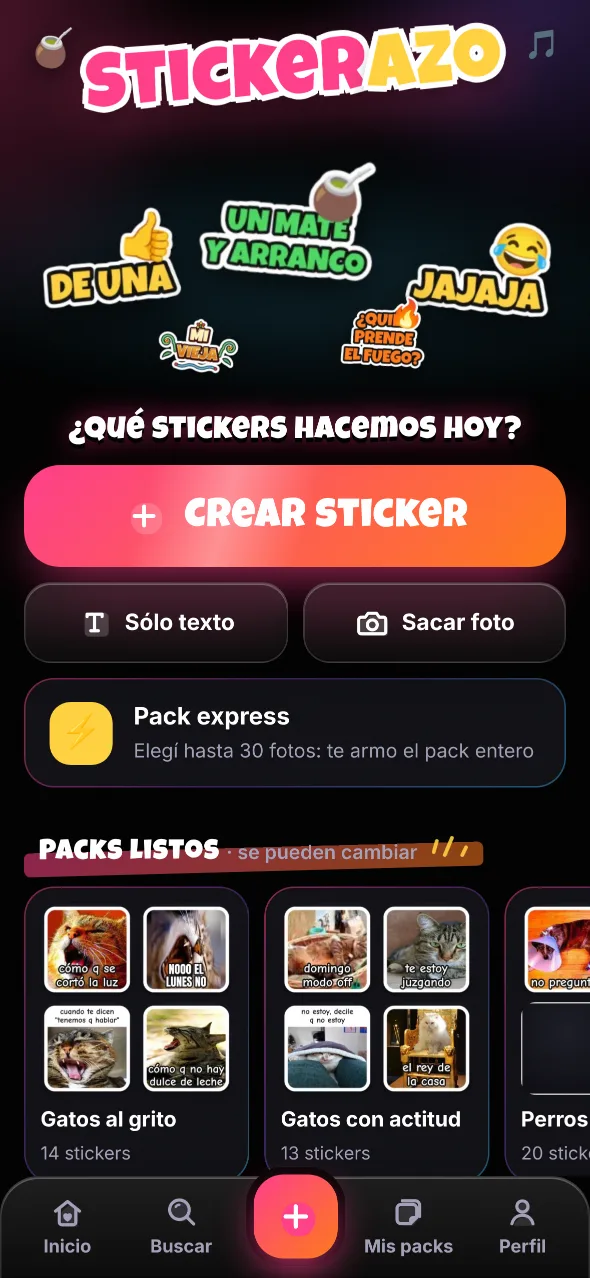 STICKERAZO
UN MATE
Y ARRANCO
DE UNA
JAJAJA
MI
VIEJA
PRENDE
EL FUEGO?
¿Qué STICKERS HACEMOS HOY?
+ CREAR STICKER
T Sólo texto
Sacar foto
Pack express
Elegí hasta 30 fotos: te armo el pack entero
PACKS LISTOS · se pueden cambiar
cómo q se
cortó la luz
NOOO EL
LUNES NO
domingo
modo off
te estoy
juzgando
no pregunt
cuando te dicen
"tenemos q hablar"
cómo q no hay
dulce de leche
no estoy, decile
q no estoy
el rey de
la casa
Gatos al grito
14 stickers
Gatos con actitud
13 stickers
Perros
20 stick
Inicio
Buscar
+
Mis packs
Perfil